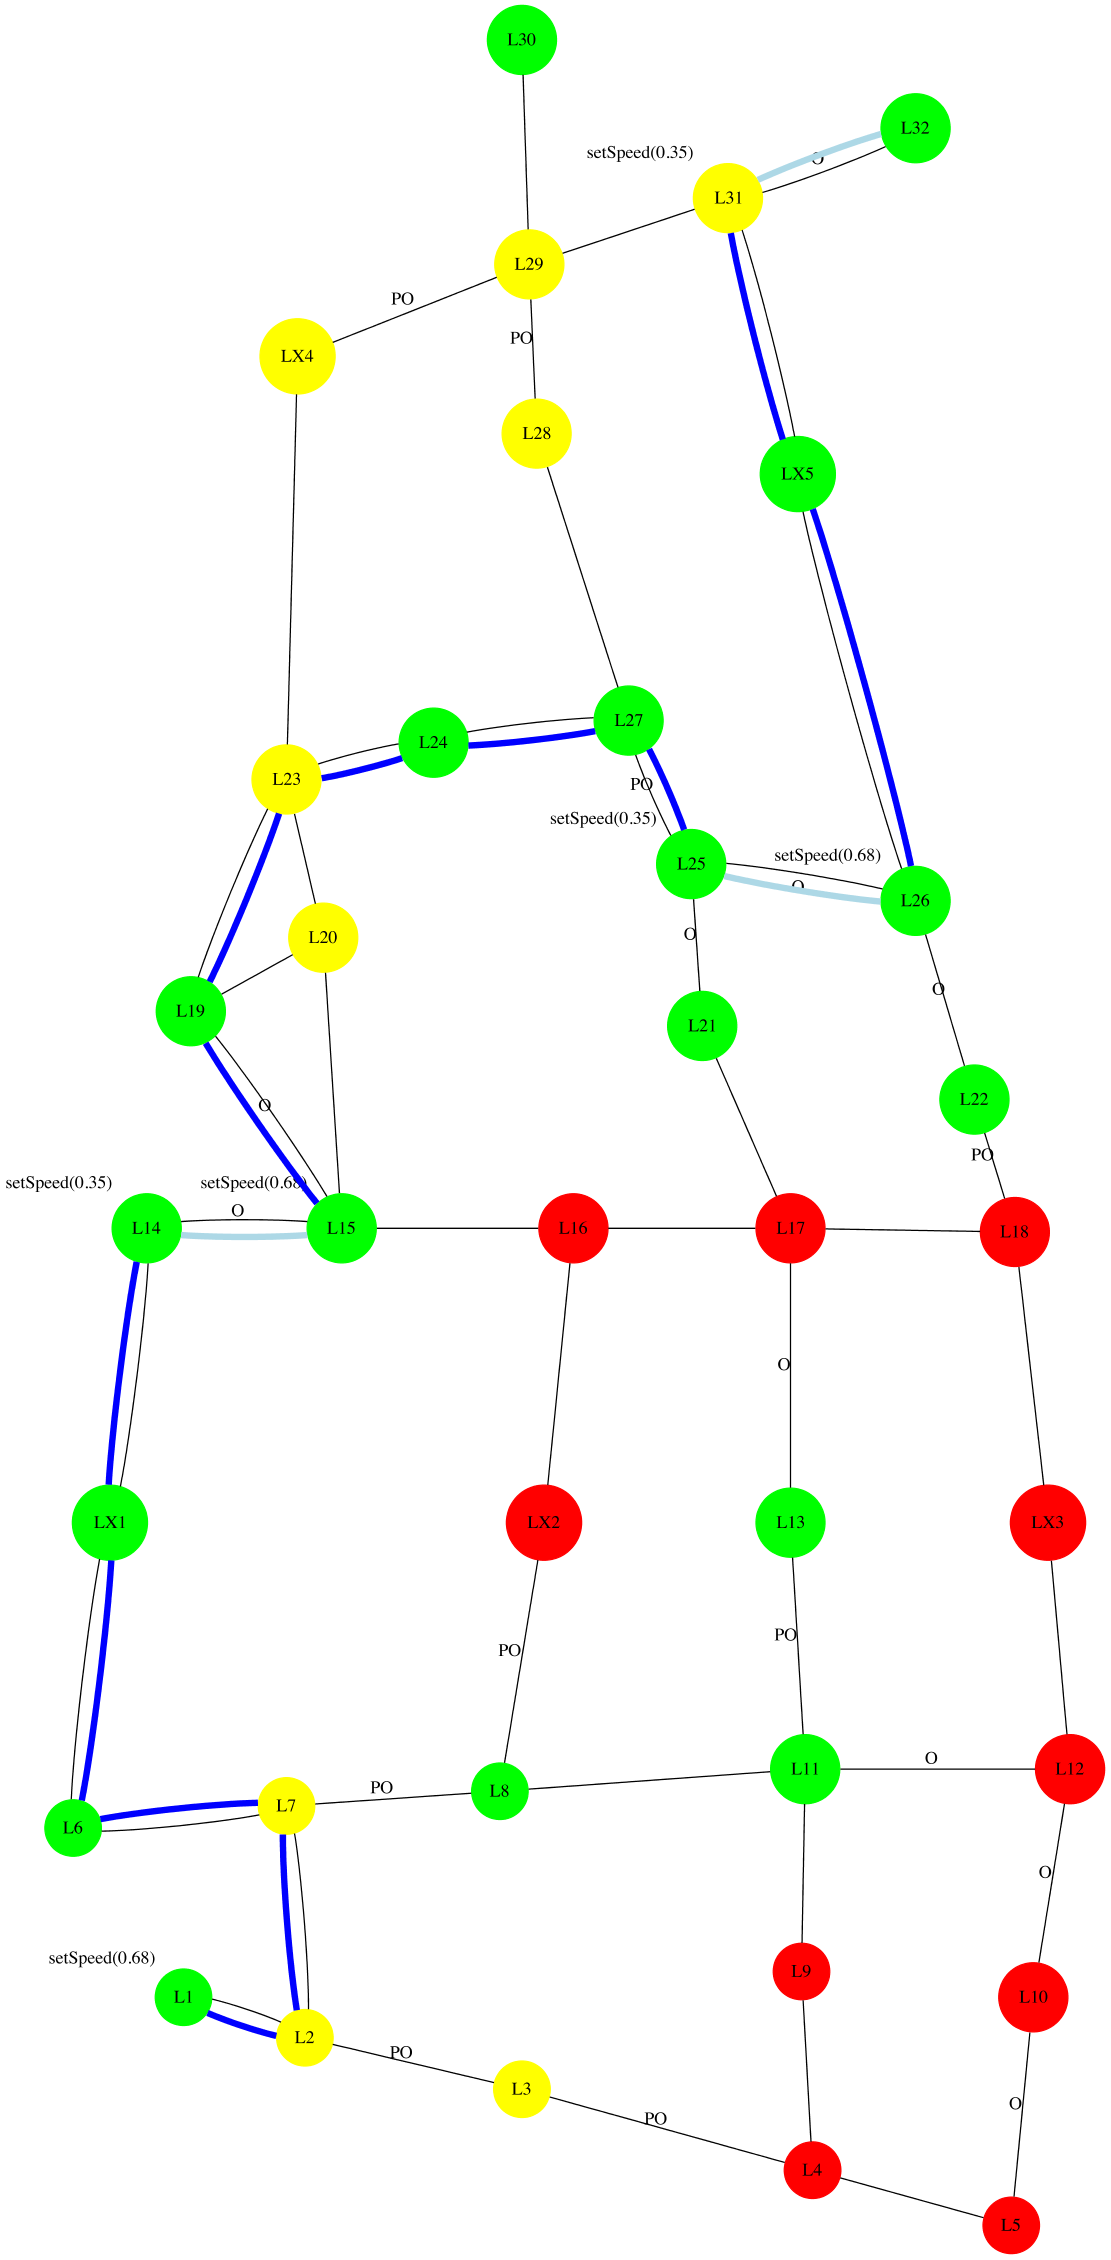 L30
L32
O
setSpeed(0.35)
L31
L29
PO
PO
LX4
L28
LX5
L27
L24
L23
PO
setSpeed(0.35)
setSpeed(0.68)
L25
O
L26
L20
O
O
L19
L21
L22
O
PO
setSpeed(0.35)
setSpeed(0.68)
O
L14
L15
L16
L17
L18
O
LX1
LX2
L13
LX3
PO
PO
O
L11
L12
PO
L8
L7
L6
O
setSpeed(0.68)
L9
L1
L10
L2
PO
L3
O
PO
L4
L5